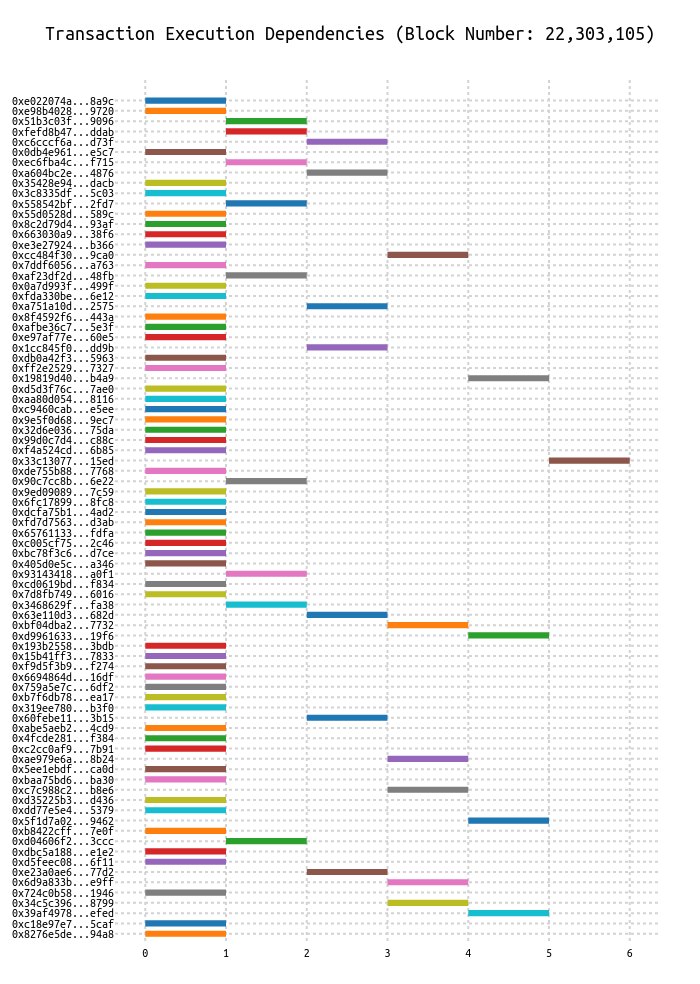 Transaction Execution Dependencies (Block Number: 22,303,105)
0xe022074a...8a9c
0xe98b4028...9720
0x51b3c03f...9096
0xfefd8b47...ddab
0xc6cccf6a...d73f
0x0db4e961...e5c7
0xec6fba4c...f715
0xa604bc2e...4876
0x35428e94...dacb
0x3c8335df...5c03
0x558542bf...2fd7
0x55d0528d...589c
0x8c2d79d4...93af
0x663030a9...38f6
0xe3e27924...b366
0xcc484f30...9ca0
0x7ddf6056...a763
0xaf23df2d...48fb
0x0a7d993f...499f
0xfda330be...6e12
0xa751a10d...2575
0x8f4592f6...443a
0xafbe36c7...5e3f
0xe97af77e...60e5
0x1cc845f0...dd9b
0xdb0a42f3...5963
0xff2e2529...7327
0x19819d40...b4a9
0xd5d3f76c...7ae0
0xaa80d054...8116
0xc9460cab...e5ee
0x9e5f0d68...9ec7
0x32d6e036...75da
0x99d0c7d4...c88c
0xf4a524cd...6b85
0x33c13077...15ed
0xde755b88...7768
0x90c7cc8b...6e22
0x9ed09089...7c59
0x6fc17899...8fc8
0xdcfa75b1...4ad2
0xfd7d7563...d3ab
0x65761133...fdfa
0xc005cf75...2c46
0xbc78f3c6...d7ce
0x405d0e5c...a346
0x93143418...a0f1
0xcd0619bd...f834
0x7d8fb749...6016
0x3468629f...fa38
0x63e110d3...682d
0xbf04dba2...7732
0xd9961633...19f6
0x193b2558...3bdb
0x15b41ff3...7833
0xf9d5f3b9...f274
0x6694864d...16df
0x759a5e7c...6df2
0xb7f6db78...ea17
0x319ee780...b3f0
0x60febe11...3b15
0xabe5aeb2...4cd9
0x4fcde281...f384
0xc2cc0af9...7b91
0xae979e6a...8b24
0x5ee1ebdf...ca0d
0xbaa75bd6...ba30
0xc7c988c2...b8e6
0xd35225b3...d436
0xdd77e5e4...5379
0x5f1d7a02...9462
0xb8422cff...7e0f
0xd04606f2...3ccc
0xdbc5a188...e1e2
0xd5feec08...6f11
0xe23a0ae6...77d2
0x6d9a833b...e9ff
0x724c0b58...1946
0x34c5c396...8799
0x39af4978...efed
0xc18e97e7...5caf
0x8276e5de...94a8
0 1 2 3 4 5 6